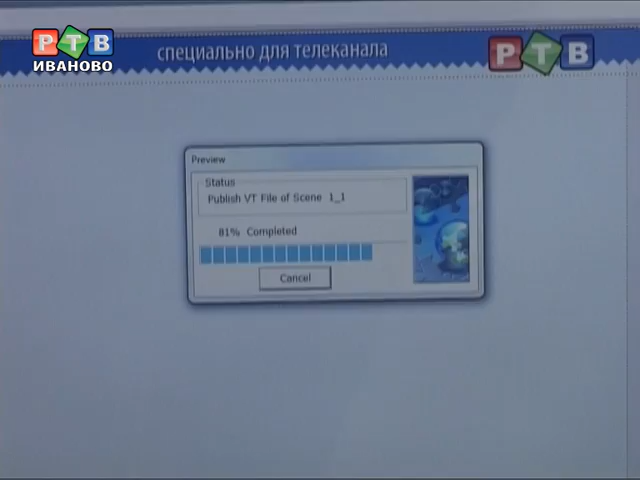 РТВ
ИВАНОВО
специально для телеканала
РТВ
Preview
Status
Publish VT File of Scene 1_1
81% Completed
Cancel